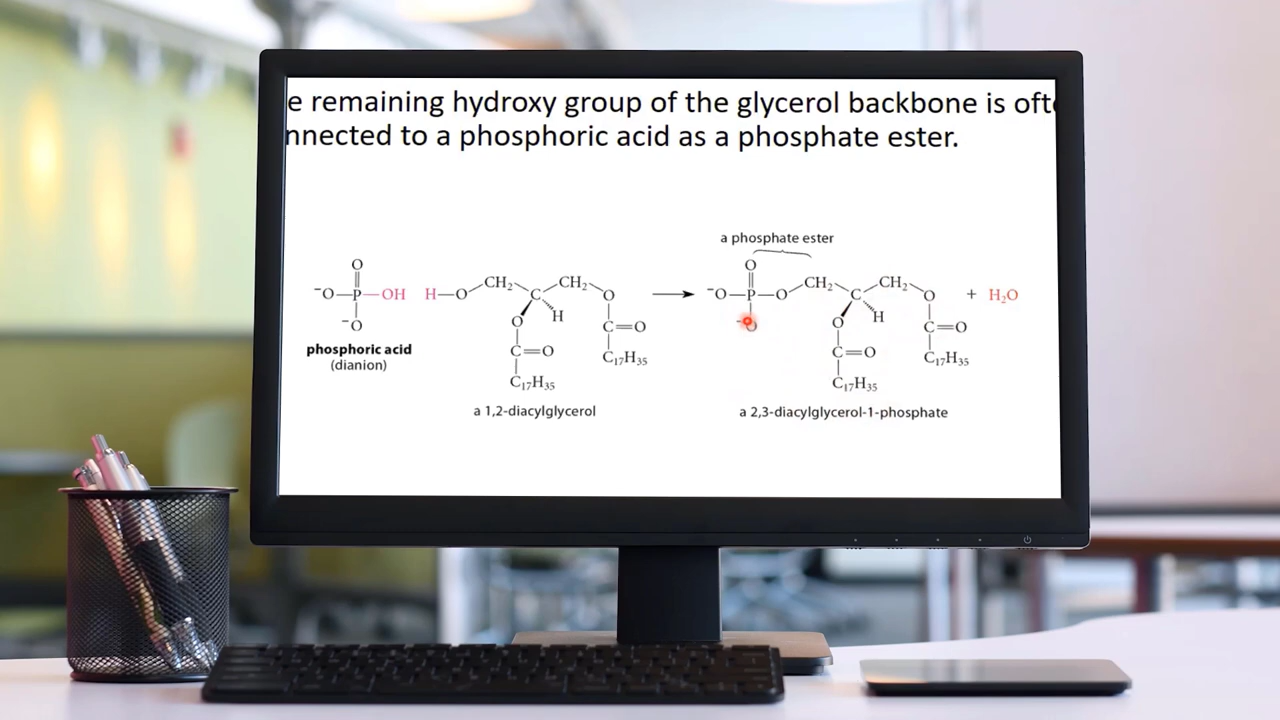 e remaining hydroxy group of the glycerol backbone is ofte
nnected to a phosphoric acid as a phosphate ester.
a phosphate ester
O O
⁻O—P—OH H—O CH₂ C CH₂ O ⁻O—P—O CH₂ C CH₂ O + H₂O
⁻O O H C=O ⁻O O H C=O
phosphoric acid C=O C₁₇H₃₅ C=O C₁₇H₃₅
(dianion) C₁₇H₃₅ C₁₇H₃₅
a 1,2-diacylglycerol a 2,3-diacylglycerol-1-phosphate